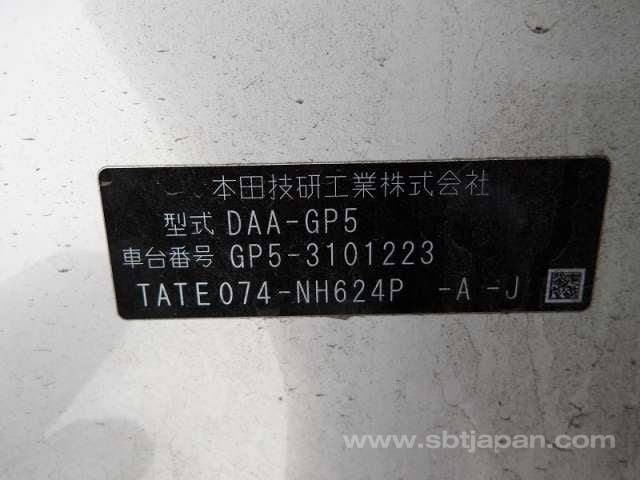 本田技研工業株式会社
型式 DAA-GP5
車台番号 GP5-3101223
TATE074-NH624P -A -J
www.sbtjapan.com